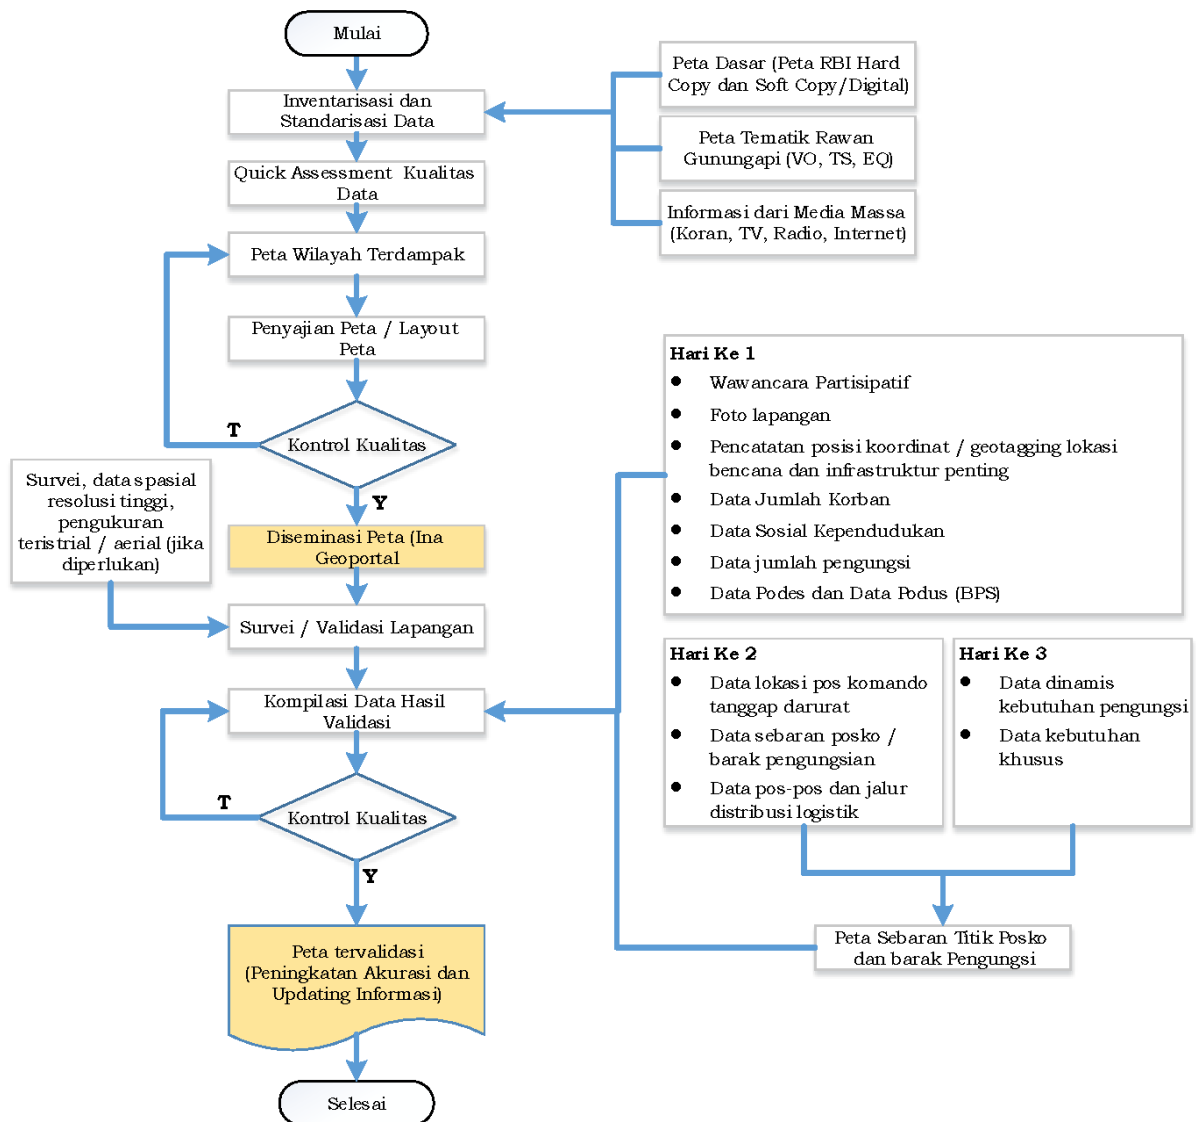 Mulai
Inventarisasi dan
Standarisasi Data
Quick Assessment Kualitas
Data
Peta Wilayah Terdampak
Penyajian Peta / Layout
Peta
Kontrol Kualitas
T
Y
Diseminasi Peta (Ina
Geoportal
Survei, data spasial
resolusi tinggi,
pengukuran
teristrial / aerial (jika
diperlukan)
Survei / Validasi Lapangan
Kompilasi Data Hasil
Validasi
Kontrol Kualitas
T
Y
Peta tervalidasi
(Peningkatan Akurasi dan
Updating Informasi)
Selesai
Peta Dasar (Peta RBI Hard
Copy dan Soft Copy/Digital)
Peta Tematik Rawan
Gunungapi (VO, TS, EQ)
Informasi dari Media Massa
(Koran, TV, Radio, Internet)
Hari Ke 1
● Wawancara Partisipatif
● Foto lapangan
● Pencatatan posisi koordinat / geotagging lokasi
bencana dan infrastruktur penting
● Data Jumlah Korban
● Data Sosial Kependudukan
● Data jumlah pengungsi
● Data Podes dan Data Podus (BPS)
Hari Ke 2
● Data lokasi pos komando
tanggap darurat
● Data sebaran posko /
barak pengungsian
● Data pos-pos dan jalur
distribusi logistik
Hari Ke 3
● Data dinamis
kebutuhan pengungsi
● Data kebutuhan
khusus
Peta Sebaran Titik Posko
dan barak Pengungsi